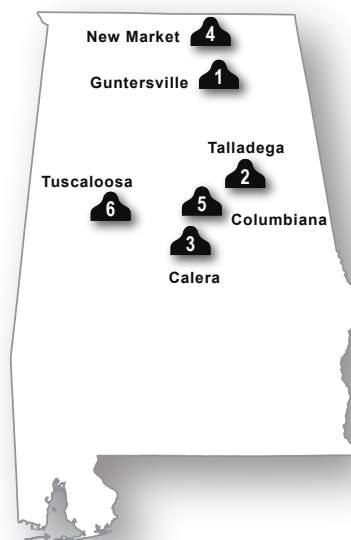 New Market 4
Guntersville 1
Talladega
2
Tuscaloosa
6
5
Columbiana
3
Calera